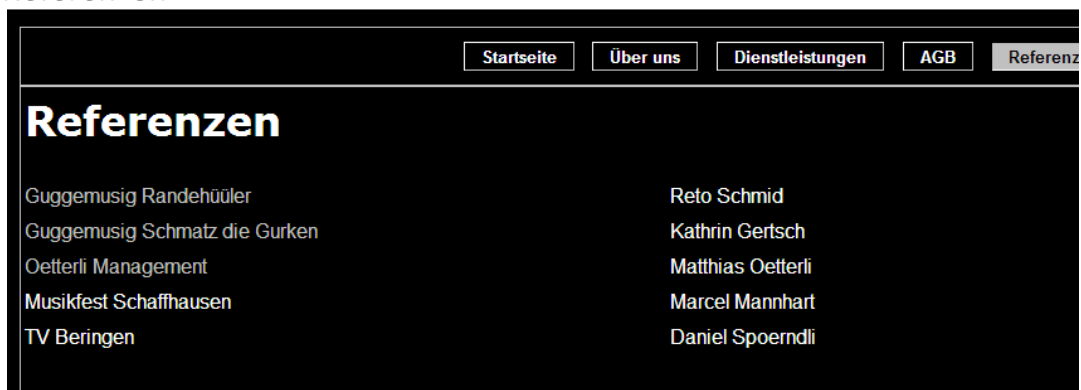 Startseite Über uns Dienstleistungen AGB Referenz
Referenzen
Guggemusig Randehüüler Reto Schmid
Guggemusig Schmatz die Gurken Kathrin Gertsch
Oetterli Management Matthias Oetterli
Musikfest Schaffhausen Marcel Mannhart
TV Beringen Daniel Spoerndli